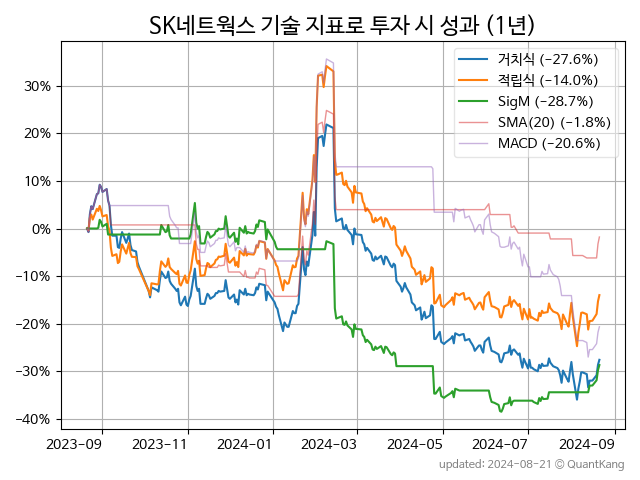 SK네트웍스 기술 지표로 투자 시 성과 (1년)
거치식 (−27.6%)
적립식 (−14.0%)
SigM (−28.7%)
SMA(20) (−1.8%)
MACD (−20.6%)
30%
20%
10%
0%
−10%
−20%
−30%
−40%
2023-09 2023-11 2024-01 2024-03 2024-05 2024-07 2024-09
updated: 2024-08-21 © QuantKang